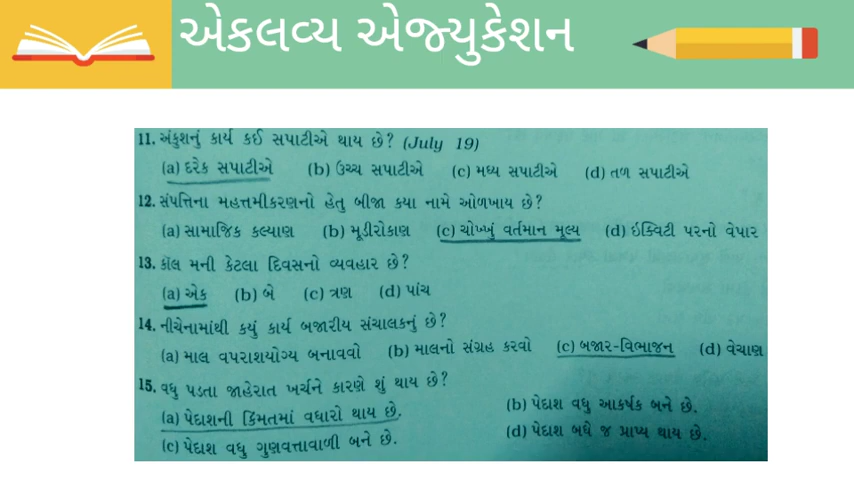 એકલવ્ય એજ્યુકેશન
11. અંકુશનું કાર્ય કઈ સપાટીએ થાય છે? (July 19)
(a) દરેક સપાટીએ (b) ઉચ્ચ સપાટીએ (c) મધ્ય સપાટીએ (d) તળ સપાટીએ
12. સંપત્તિના મહત્તમીકરણનો હેતુ બીજા કયા નામે ઓળખાય છે?
(a) સામાજિક કલ્યાણ (b) મૂડીરોકાણ (c) ચોખ્ખું વર્તમાન મૂલ્ય (d) ઇક્વિટી પરનો વેપાર
13. કૉલ મની કેટલા દિવસનો વ્યવહાર છે?
(a) એક (b) બે (c) ત્રણ (d) પાંચ
14. નીચેનામાંથી કયું કાર્ય બજારીય સંચાલકનું છે?
(a) માલ વપરાશયોગ્ય બનાવવો (b) માલનો સંગ્રહ કરવો (c) બજાર-વિભાજન (d) વેચાણ
15. વધુ પડતા જાહેરાત ખર્ચને કારણે શું થાય છે?
(a) પેદાશની કિંમતમાં વધારો થાય છે. (b) પેદાશ વધુ આકર્ષક બને છે.
(c) પેદાશ વધુ ગુણવત્તાવાળી બને છે. (d) પેદાશ બધે જ પ્રાપ્ય થાય છે.